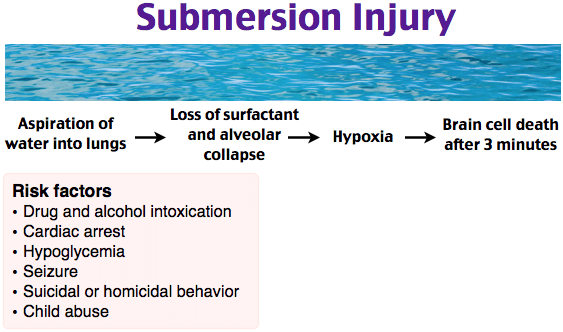 Submersion Injury
Aspiration of
water into lungs
Loss of surfactant
and alveolar
collapse
Hypoxia
Brain cell death
after 3 minutes
Risk factors
• Drug and alcohol intoxication
• Cardiac arrest
• Hypoglycemia
• Seizure
• Suicidal or homicidal behavior
• Child abuse